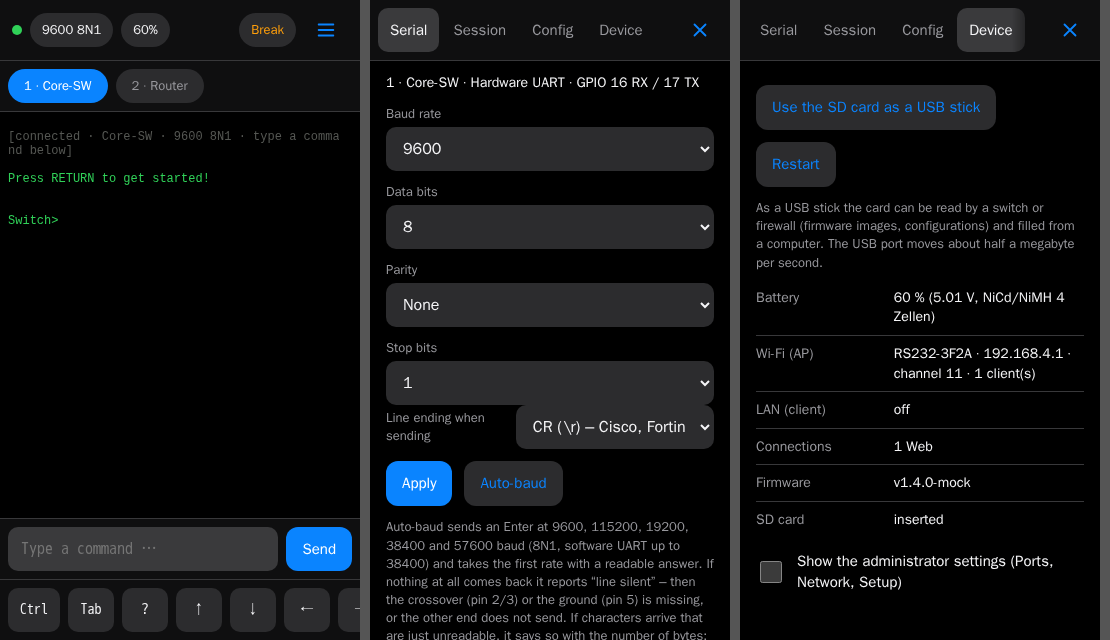 9600 8N1
60%
Break
1 · Core-SW
2 · Router
[connected · Core-SW · 9600 8N1 · type a comma
nd below]
Press RETURN to get started!
Switch>
Type a command ···
Send
Ctrl
Tab
?
↑
↓
←
Serial
Session
Config
Device
1 · Core-SW · Hardware UART · GPIO 16 RX / 17 TX
Baud rate
9600
Data bits
8
Parity
None
Stop bits
1
Line ending when
sending
CR (\r) — Cisco, Fortin
Apply
Auto-baud
Auto-baud sends an Enter at 9600, 115200, 19200,
38400 and 57600 baud (8N1, software UART up to
38400) and takes the first rate with a readable answer. If
nothing at all comes back it reports “line silent” – then
the crossover (pin 2/3) or the ground (pin 5) is missing,
or the other end does not send. If characters arrive that
are just unreadable, it says so with the number of bytes:
Serial
Session
Config
Device
Use the SD card as a USB stick
Restart
As a USB stick the card can be read by a switch or
firewall (firmware images, configurations) and filled from
a computer. The USB port moves about half a megabyte
per second.
Battery
60 % (5.01 V, NiCd/NiMH 4
Zellen)
Wi-Fi (AP)
RS232-3F2A · 192.168.4.1 ·
channel 11 · 1 client(s)
LAN (client)
off
Connections
1 Web
Firmware
v1.4.0-mock
SD card
inserted
Show the administrator settings (Ports,
Network, Setup)